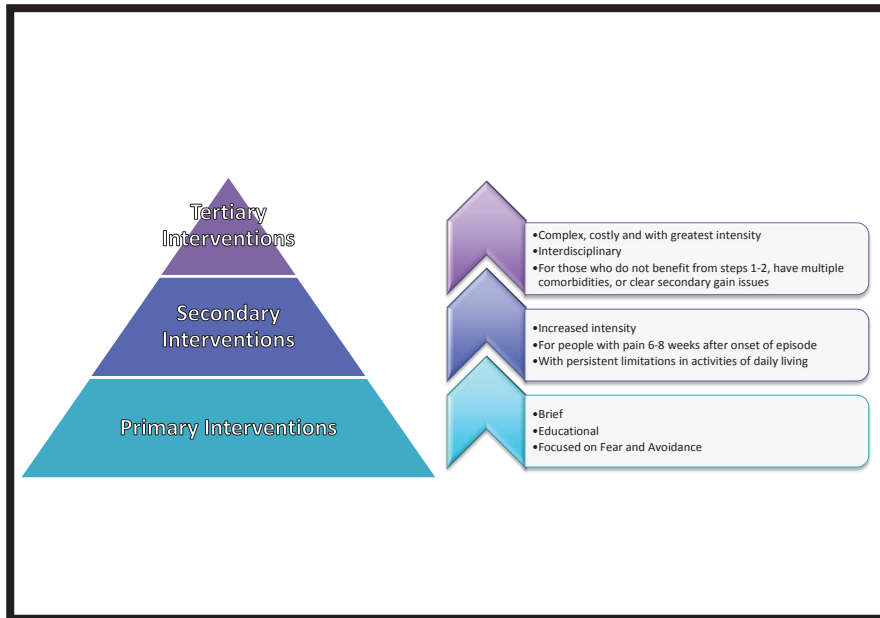 Tertiary
Interventions
Secondary
Interventions
Primary Interventions
•Complex, costly and with greatest intensity
•Interdisciplinary
•For those who do not benefit from steps 1-2, have multiple
comorbidities, or clear secondary gain issues
•Increased intensity
•For people with pain 6-8 weeks after onset of episode
•With persistent limitations in activities of daily living
•Brief
•Educational
•Focused on Fear and Avoidance